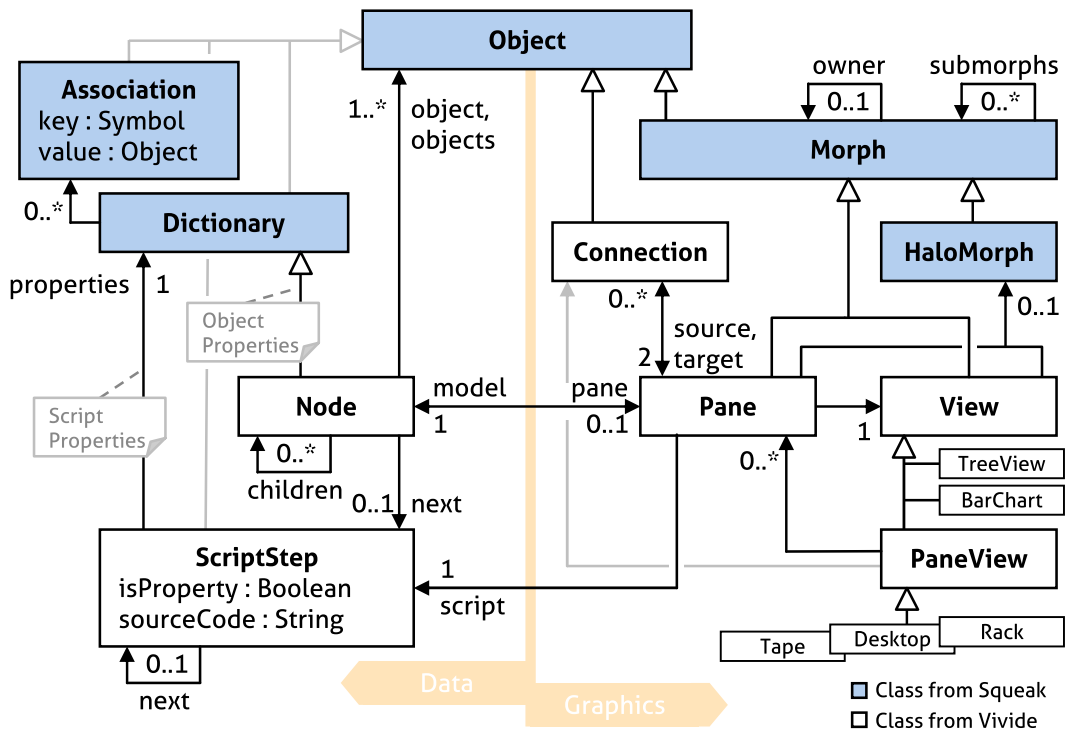 Object
owner
submorphs
0..1
0..*
Association
key : Symbol
value : Object
1..*
object,
objects
Morph
0..*
Dictionary
Connection
HaloMorph
properties
1
0..*
0..1
Object
Properties
source,
target
2
Script
Properties
Node
model
1
pane
0..1
Pane
1
View
0..*
children
0..1
next
0..*
TreeView
BarChart
ScriptStep
isProperty : Boolean
sourceCode : String
1
script
PaneView
0..1
next
Tape
Desktop
Rack
Data
Graphics
Class from Squeak
Class from Vivide